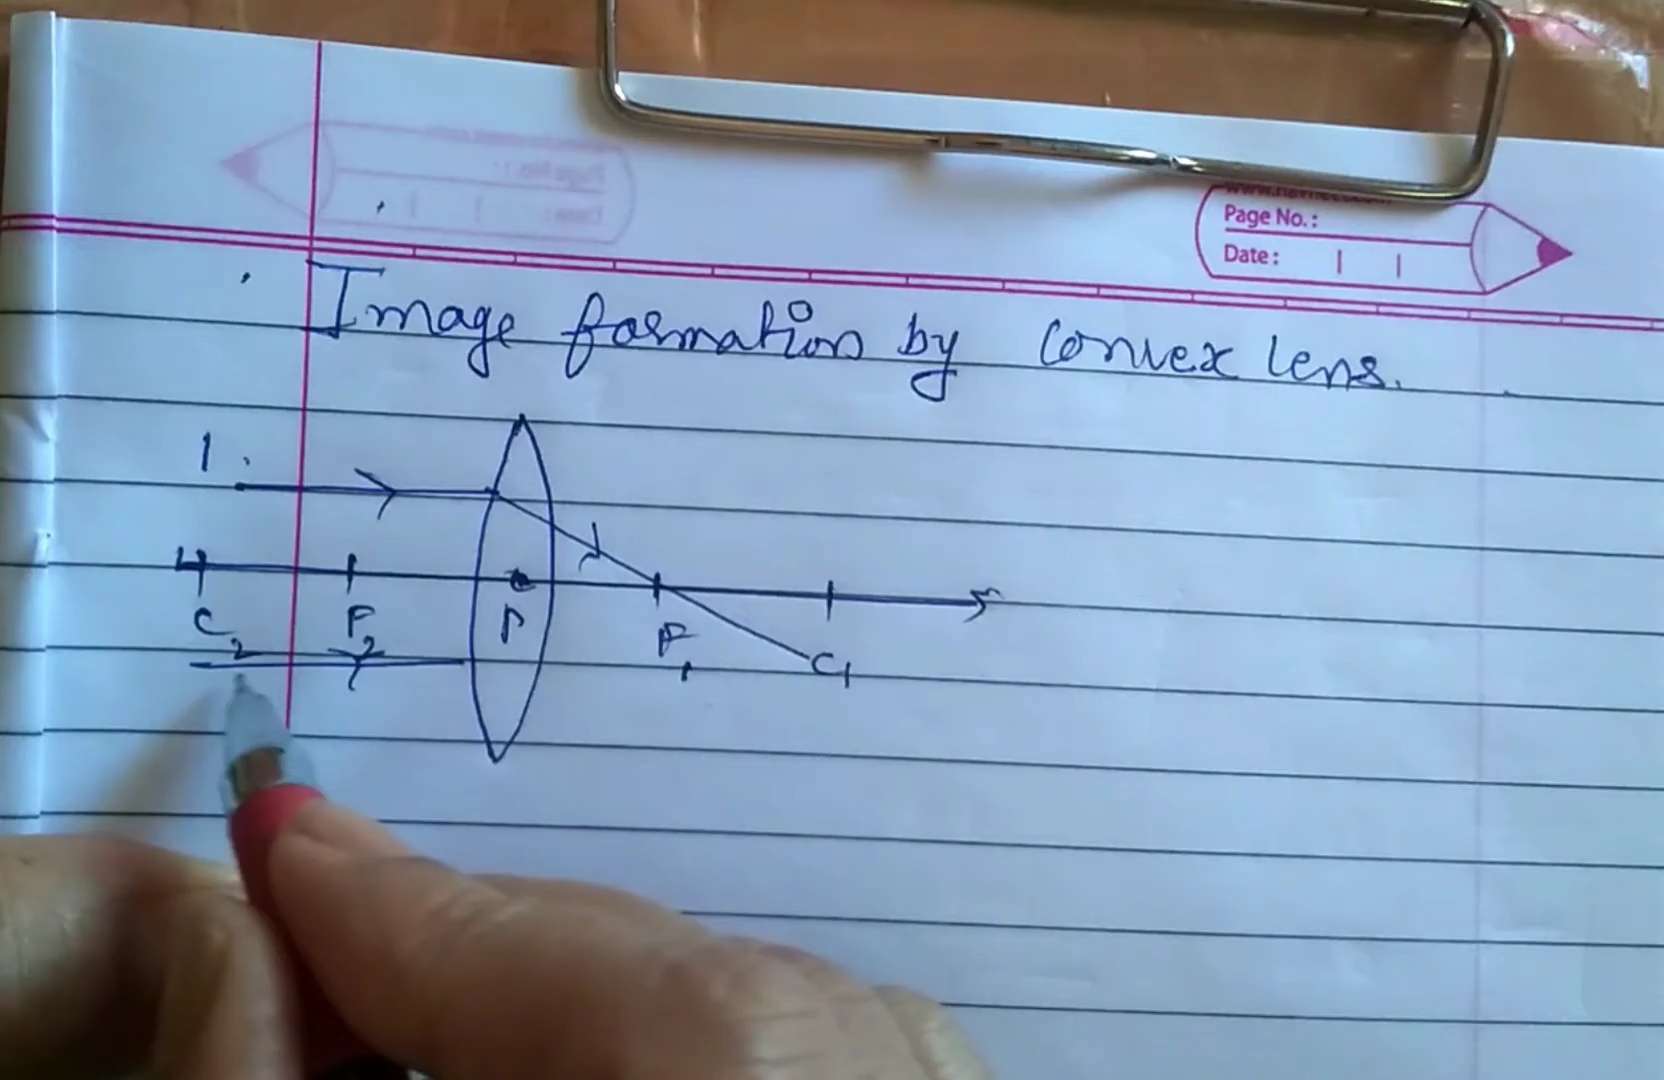 Page No. :
Date :
Image formation by Convex lens.
1.
C2 F2 P F1 C1